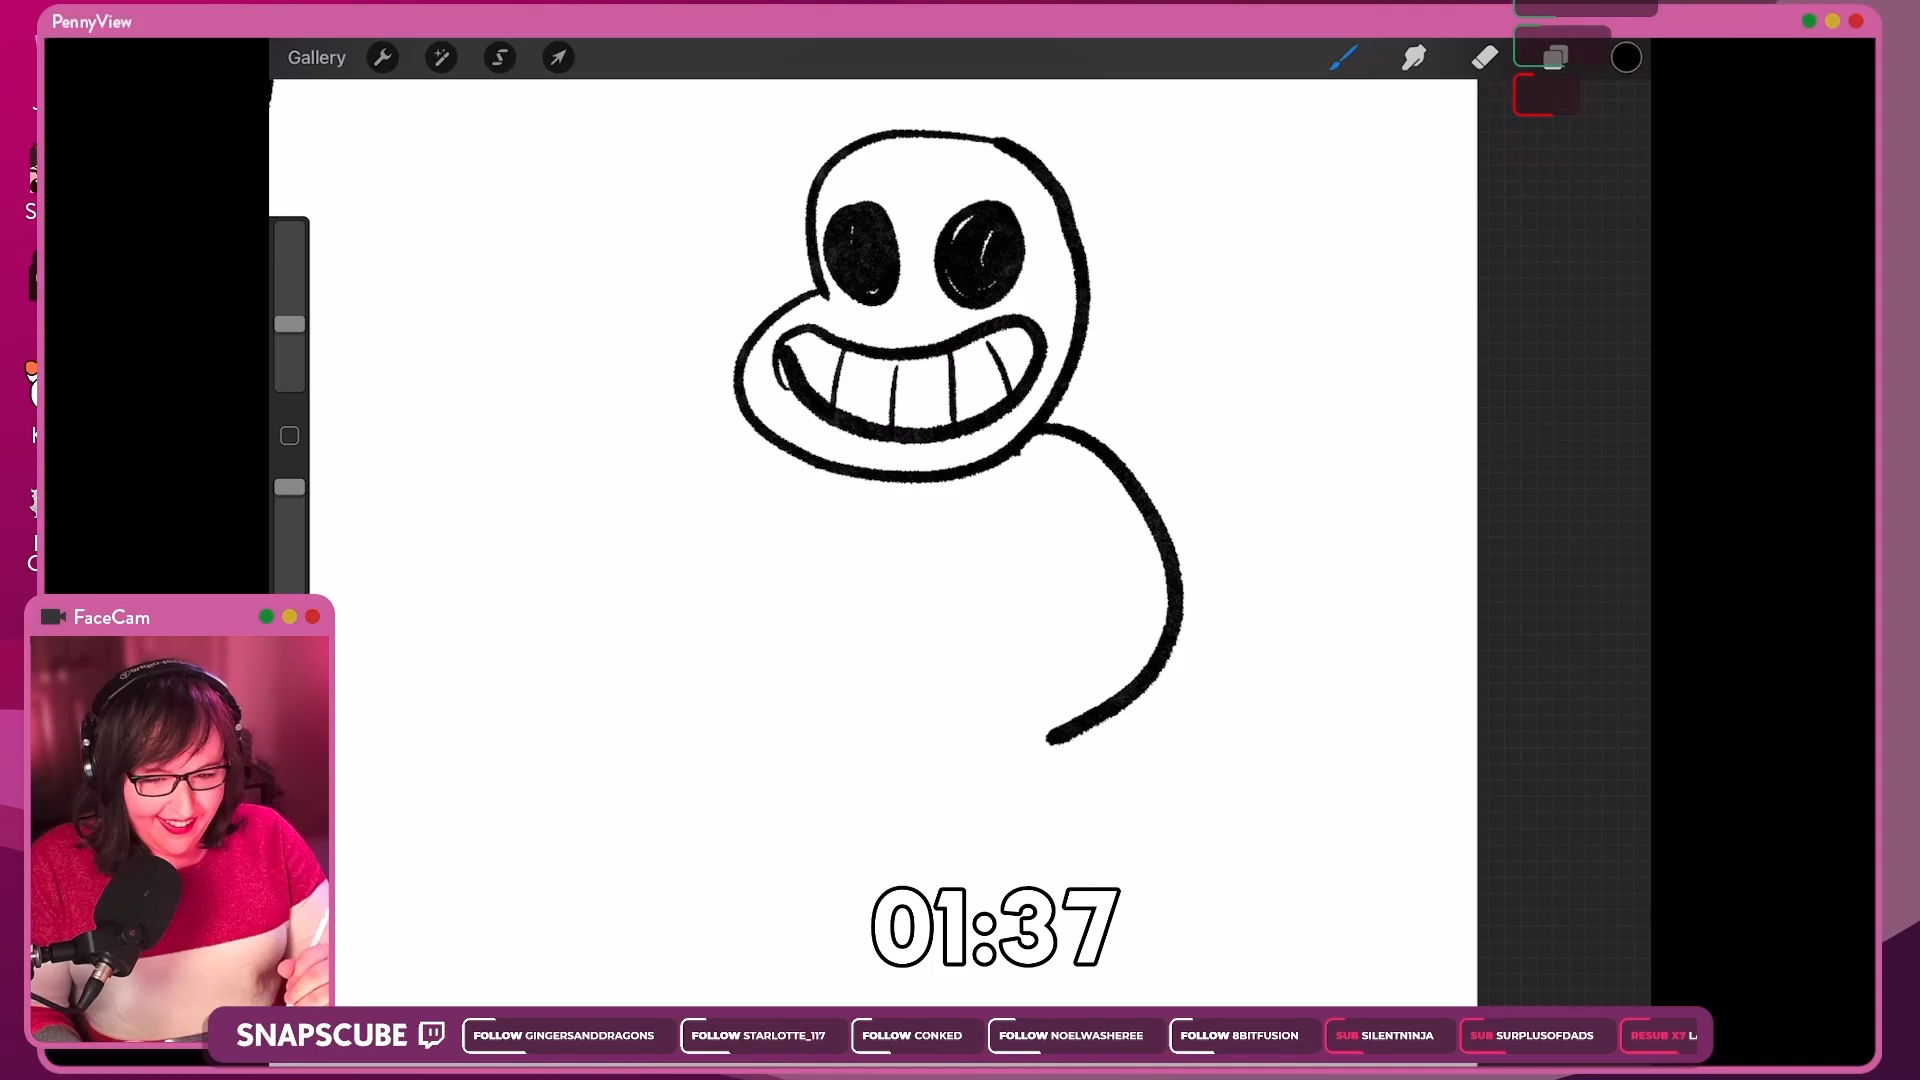 PennyView
Gallery
FaceCam
01:37
SNAPSCUBE
FOLLOW GINGERSANDDRAGONS
FOLLOW STARLOTTE_117
FOLLOW CONKED
FOLLOW NOELWASHEREE
FOLLOW 8BITFUSION
SUB SILENTNINJA
SUB SURPLUSOFDADS
RESUB X7